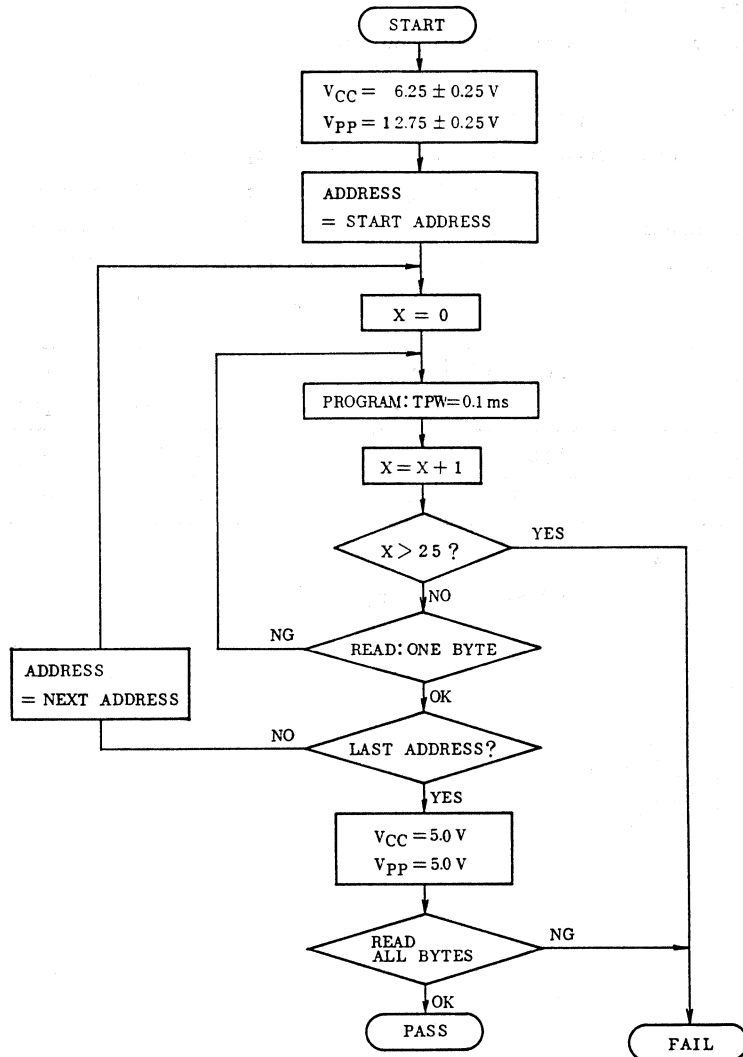 START
VCC = 6.25 ± 0.25 V
VPP = 12.75 ± 0.25 V
ADDRESS
= START ADDRESS
X = 0
PROGRAM: TPW=0.1 ms
X = X + 1
X > 25 ?
YES
NO
NG
READ: ONE BYTE
ADDRESS
= NEXT ADDRESS
OK
NO
LAST ADDRESS?
YES
VCC = 5.0 V
VPP = 5.0 V
READ
ALL BYTES
NG
OK
PASS
FAIL